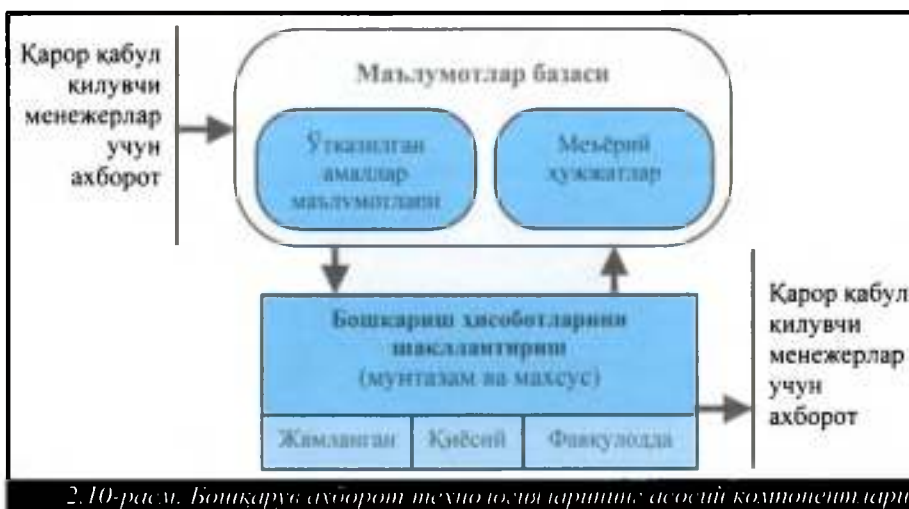 Қарор қабул
қилувчи
менежерлар
учун
ахборот
Маълумотлар базаси
Ўтказилган
амаллар
маълумотлари
Меъёрий
ҳужжатлар
Бошкариш ҳисоботларини
шакллантириш
(мунтазам ва махсус)
Жамланган
Қиёсий
Фавқулодда
Қарор қабул
қилувчи
менежерлар
учун
ахборот
2.10-расм. Бошқарув ахборот технологияларининг асосий компонентлари